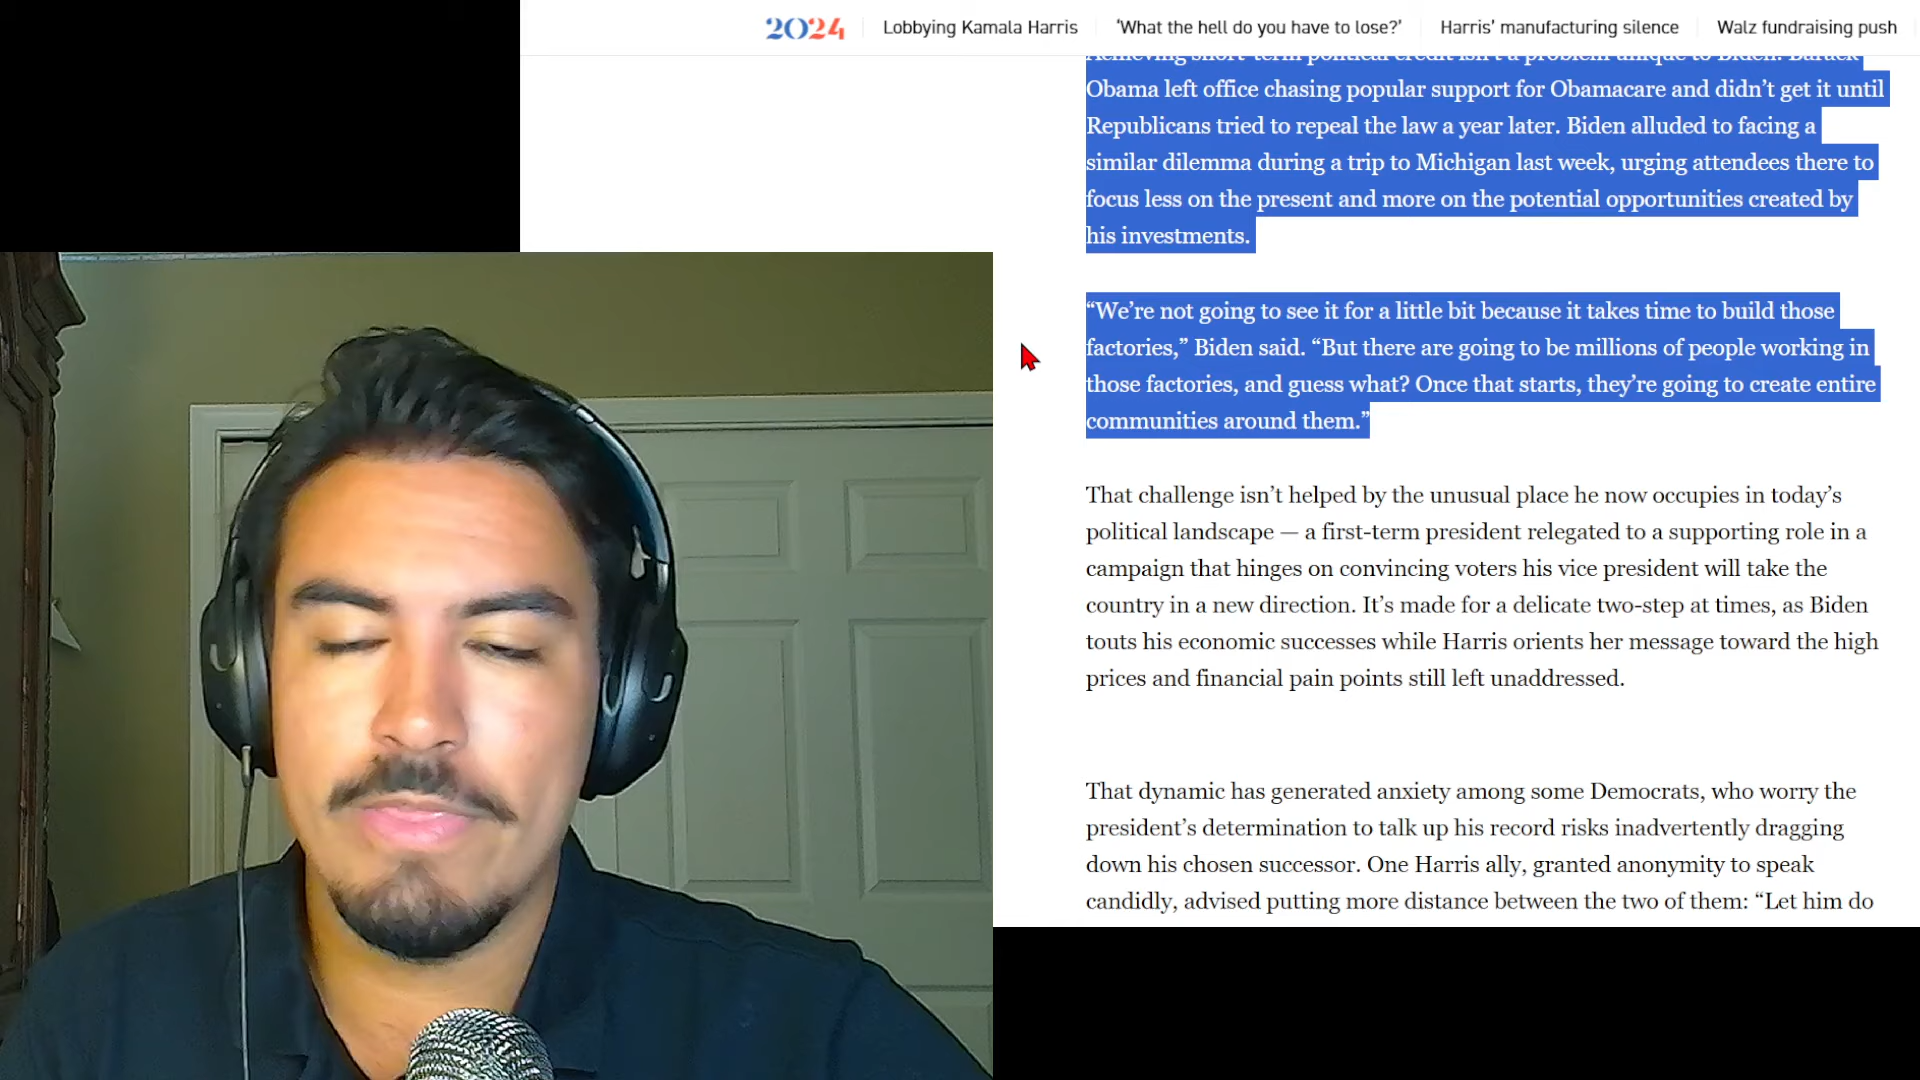 2024 Lobbying Kamala Harris ‘What the hell do you have to lose?’ Harris’ manufacturing silence Walz fundraising push
Achieving short-term political credit isn’t a problem unique to Biden: Barack
Obama left office chasing popular support for Obamacare and didn’t get it until
Republicans tried to repeal the law a year later. Biden alluded to facing a
similar dilemma during a trip to Michigan last week, urging attendees there to
focus less on the present and more on the potential opportunities created by
his investments.
“We’re not going to see it for a little bit because it takes time to build those
factories,” Biden said. “But there are going to be millions of people working in
those factories, and guess what? Once that starts, they’re going to create entire
communities around them.”
That challenge isn’t helped by the unusual place he now occupies in today’s
political landscape — a first-term president relegated to a supporting role in a
campaign that hinges on convincing voters his vice president will take the
country in a new direction. It’s made for a delicate two-step at times, as Biden
touts his economic successes while Harris orients her message toward the high
prices and financial pain points still left unaddressed.
That dynamic has generated anxiety among some Democrats, who worry the
president’s determination to talk up his record risks inadvertently dragging
down his chosen successor. One Harris ally, granted anonymity to speak
candidly, advised putting more distance between the two of them: “Let him do